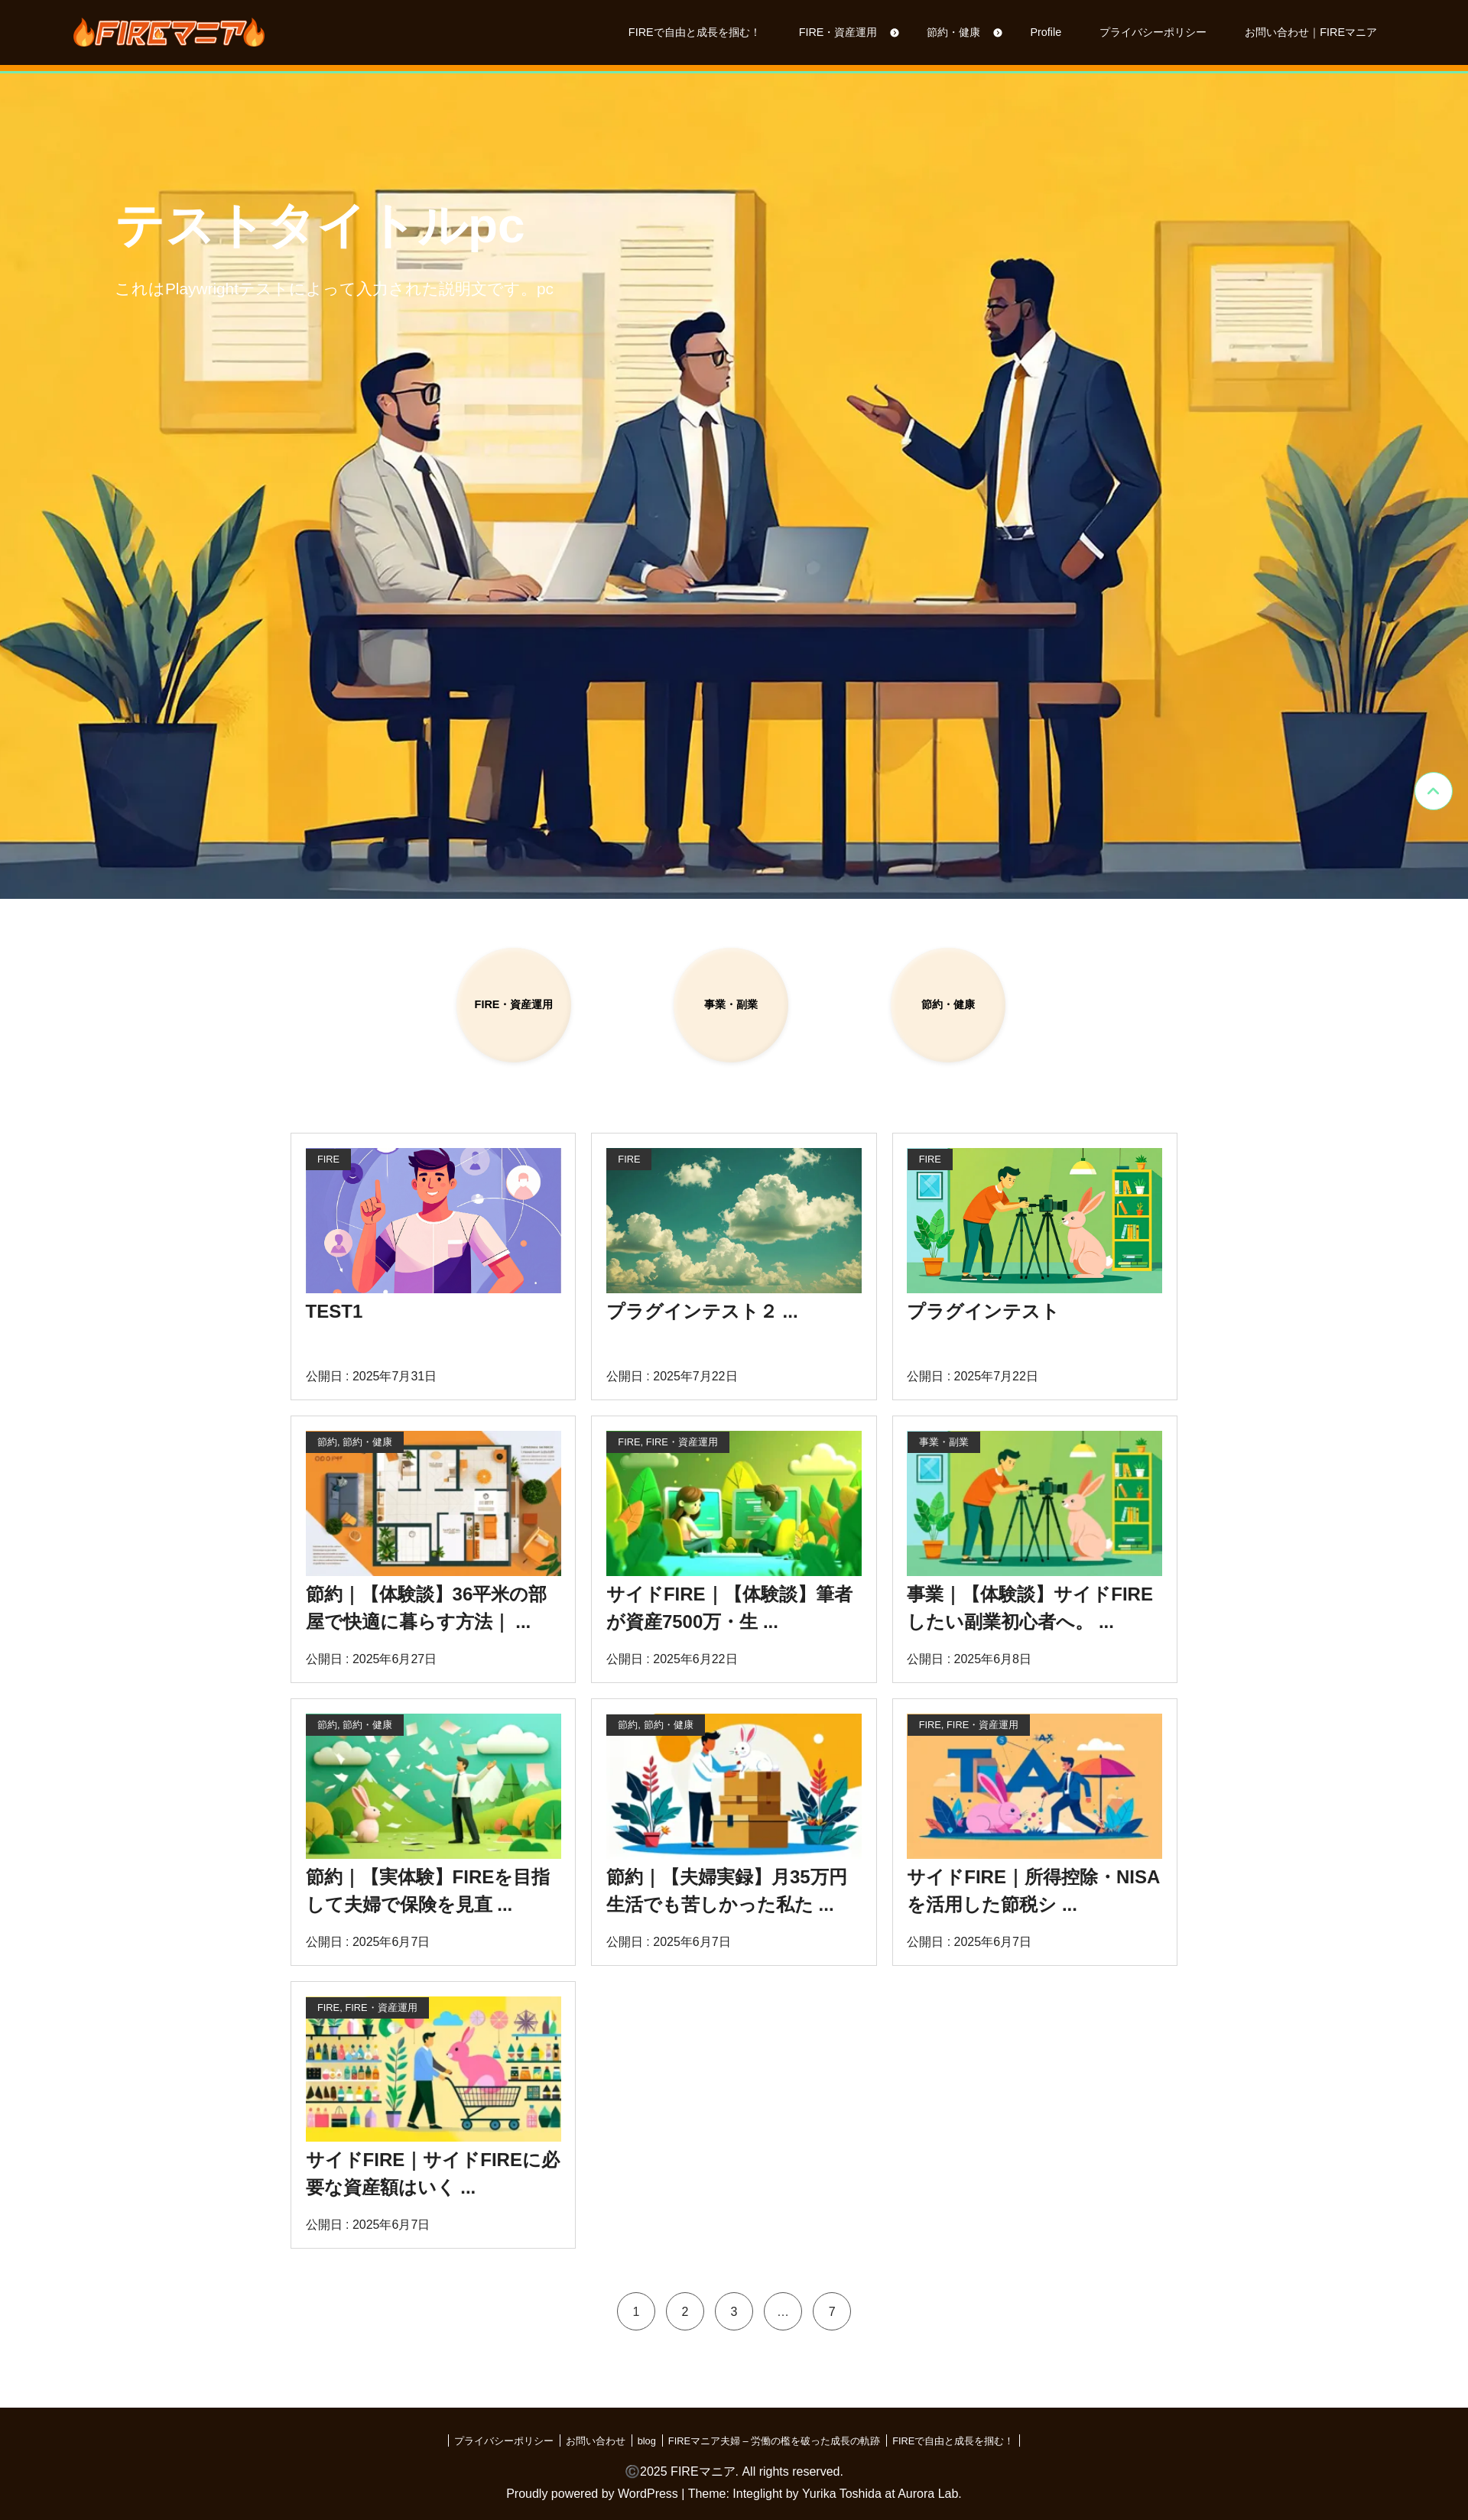 FIREマニア
FIREで自由と成長を掴む！
FIRE・資産運用
節約・健康
Profile
プライバシーポリシー
お問い合わせ｜FIREマニア
テストタイトルpc
これはPlaywrightテストによって入力された説明文です。pc
FIRE・資産運用
事業・副業
節約・健康
FIRE
TEST1
公開日 : 2025年7月31日
FIRE
プラグインテスト２ ...
公開日 : 2025年7月22日
FIRE
プラグインテスト
公開日 : 2025年7月22日
節約, 節約・健康
節約｜【体験談】36平米の部
屋で快適に暮らす方法｜ ...
公開日 : 2025年6月27日
FIRE, FIRE・資産運用
サイドFIRE｜【体験談】筆者
が資産7500万・生 ...
公開日 : 2025年6月22日
事業・副業
事業｜【体験談】サイドFIRE
したい副業初心者へ。 ...
公開日 : 2025年6月8日
節約, 節約・健康
節約｜【実体験】FIREを目指
して夫婦で保険を見直 ...
公開日 : 2025年6月7日
節約, 節約・健康
節約｜【夫婦実録】月35万円
生活でも苦しかった私た ...
公開日 : 2025年6月7日
FIRE, FIRE・資産運用
サイドFIRE｜所得控除・NISA
を活用した節税シ ...
公開日 : 2025年6月7日
FIRE, FIRE・資産運用
サイドFIRE｜サイドFIREに必
要な資産額はいく ...
公開日 : 2025年6月7日
1
2
3
…
7
プライバシーポリシー
お問い合わせ
blog
FIREマニア夫婦 – 労働の檻を破った成長の軌跡
FIREで自由と成長を掴む！
Ⓒ2025 FIREマニア. All rights reserved.
Proudly powered by WordPress | Theme: Integlight by Yurika Toshida at Aurora Lab.